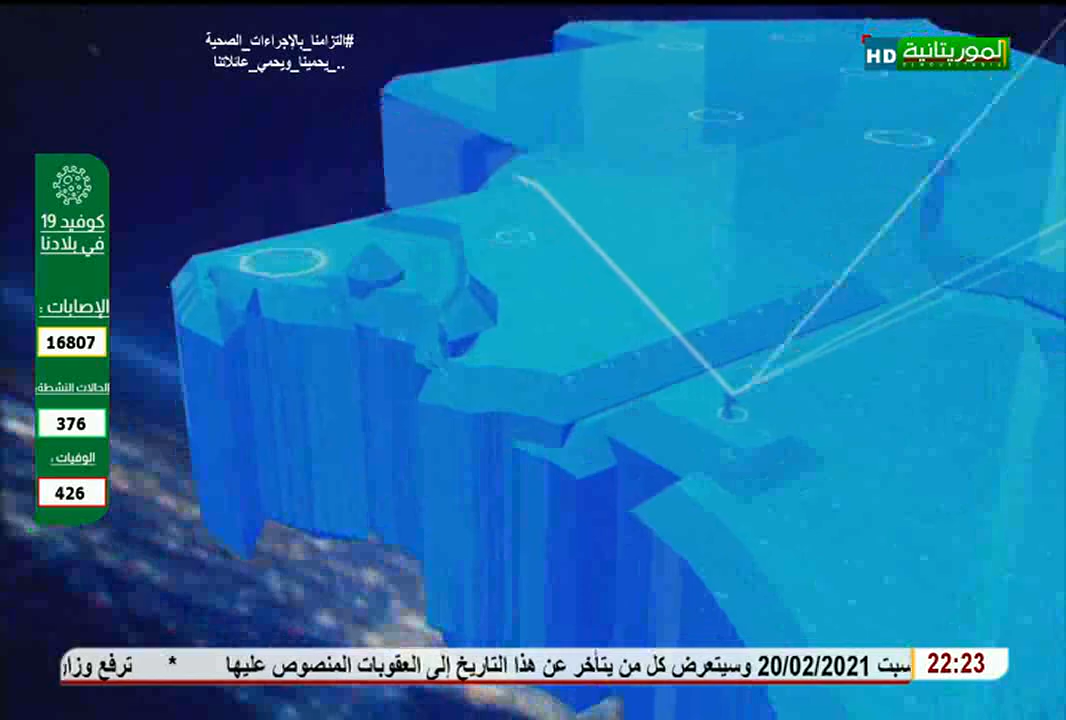 #التزامنا_بالإجراءات_الصحية
.._يحمينا_ويحمي_عائلاتنا
الموريتانية HD
كوفيد 19
في بلادنا
الإصابات :
16807
الحالات النشطة:
376
الوفيات :
426
22:23
سبت 20/02/2021 وسيتعرض كل من يتأخر عن هذا التاريخ إلى العقوبات المنصوص عليها * ترفع وزار